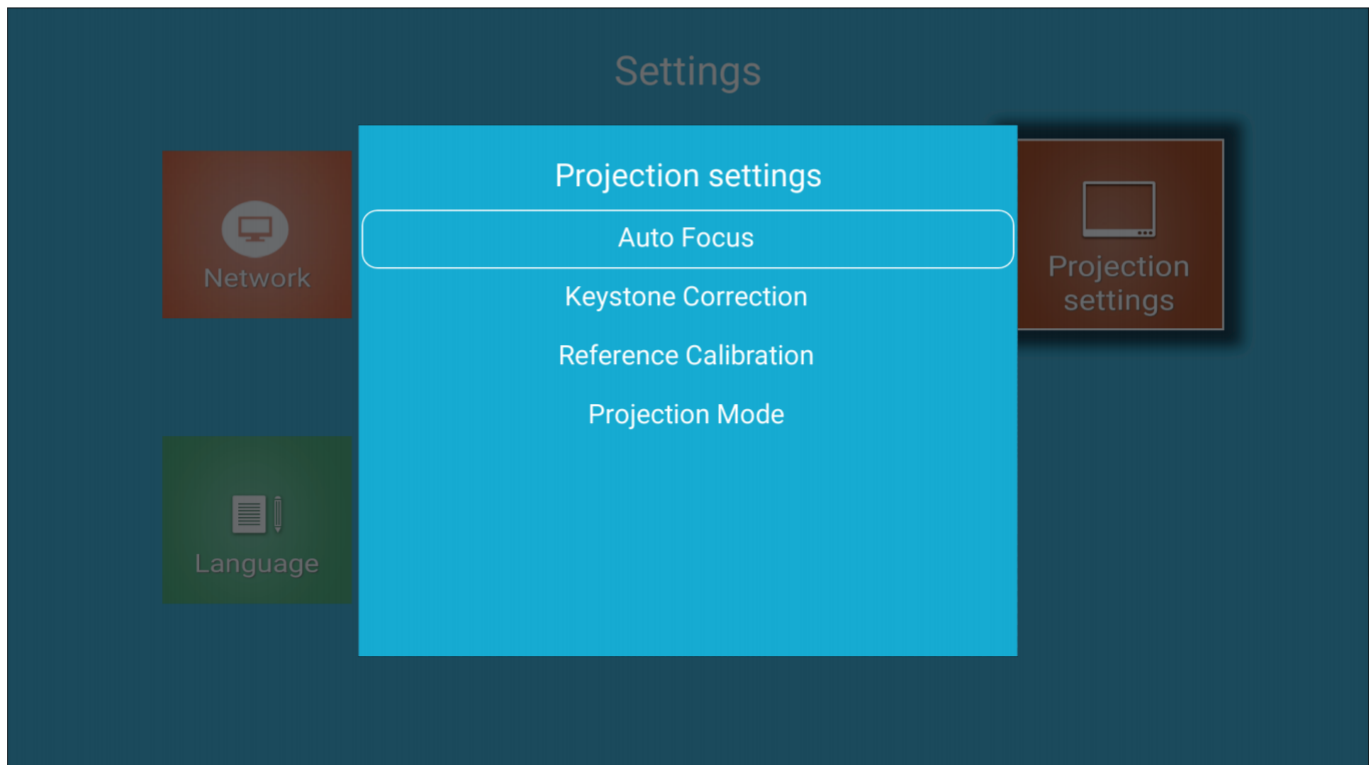 Settings
Network
Language
Projection settings
Auto Focus
Keystone Correction
Reference Calibration
Projection Mode
Projection
settings